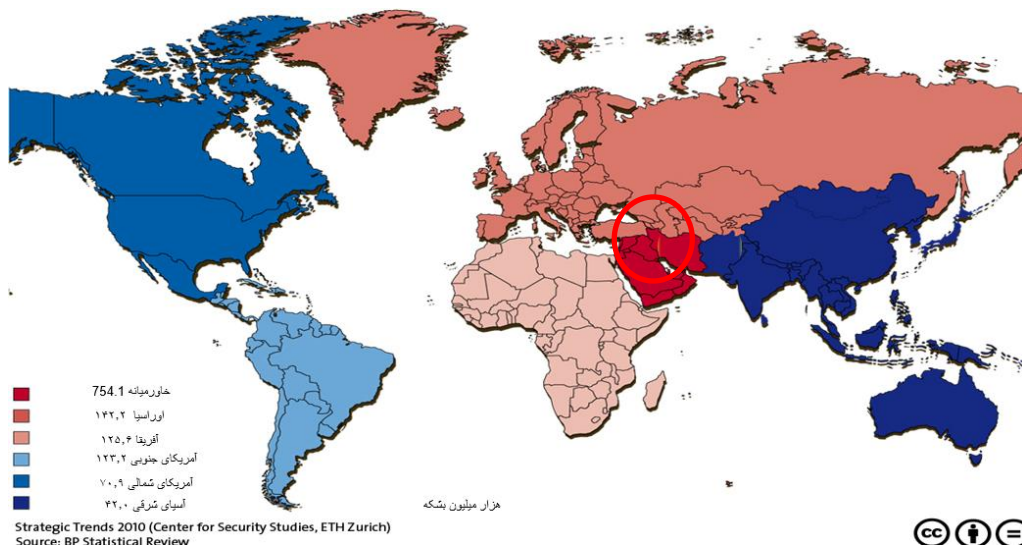 خاورمیانه 754.1
اوراسیا ۱۴۲,۲
آفریقا ۱۲۵,۶
آمریکای جنوبی ۱۲۳,۲
آمریکای شمالی ۷۰,۹
آسیای شرقی ۴۲,۰
هزار میلیون بشکه
Strategic Trends 2010 (Center for Security Studies, ETH Zurich)
Source: BP Statistical Review
cc